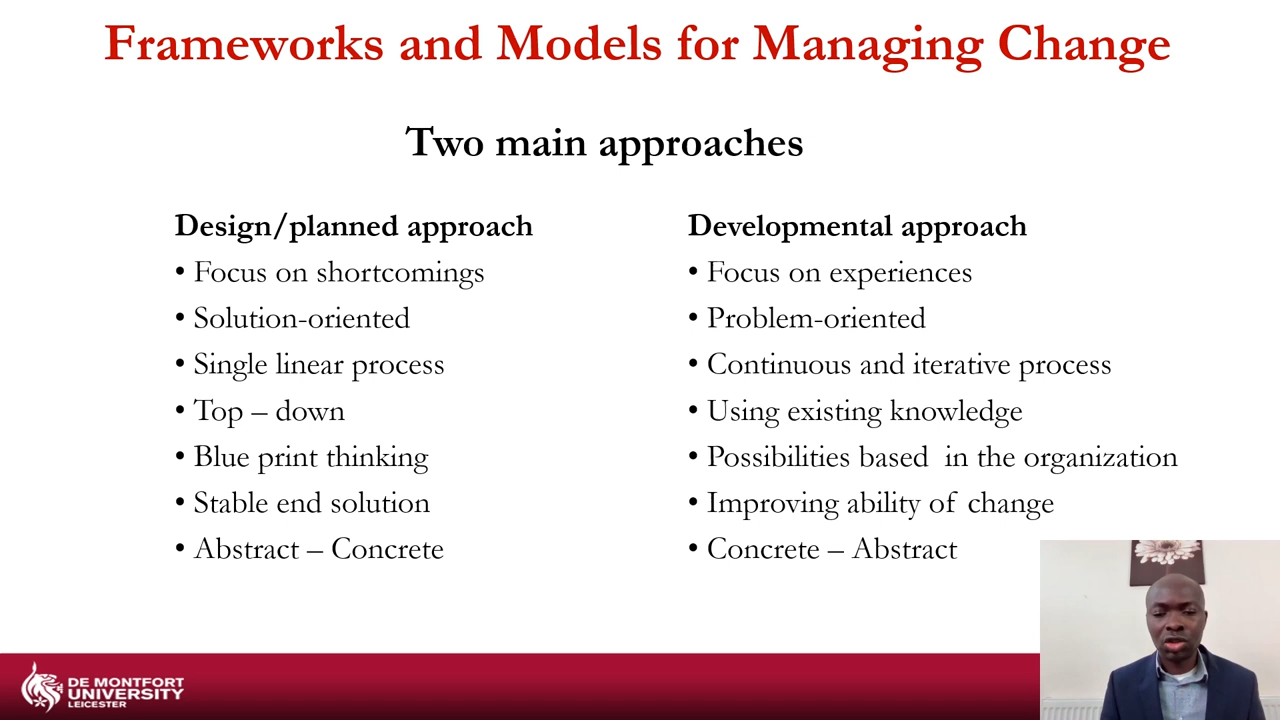 Frameworks and Models for Managing Change
Two main approaches
Design/planned approach
• Focus on shortcomings
• Solution-oriented
• Single linear process
• Top – down
• Blue print thinking
• Stable end solution
• Abstract – Concrete
Developmental approach
• Focus on experiences
• Problem-oriented
• Continuous and iterative process
• Using existing knowledge
• Possibilities based  in the organization
• Improving ability of change
• Concrete – Abstract
DE MONTFORT
UNIVERSITY
LEICESTER